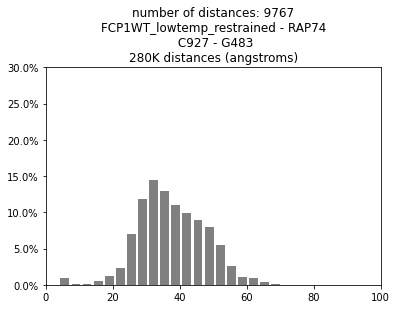 number of distances: 9767
FCP1WT_lowtemp_restrained - RAP74
C927 - G483
280K distances (angstroms)
30.0%
25.0%
20.0%
15.0%
10.0%
5.0%
0.0%
0 20 40 60 80 100